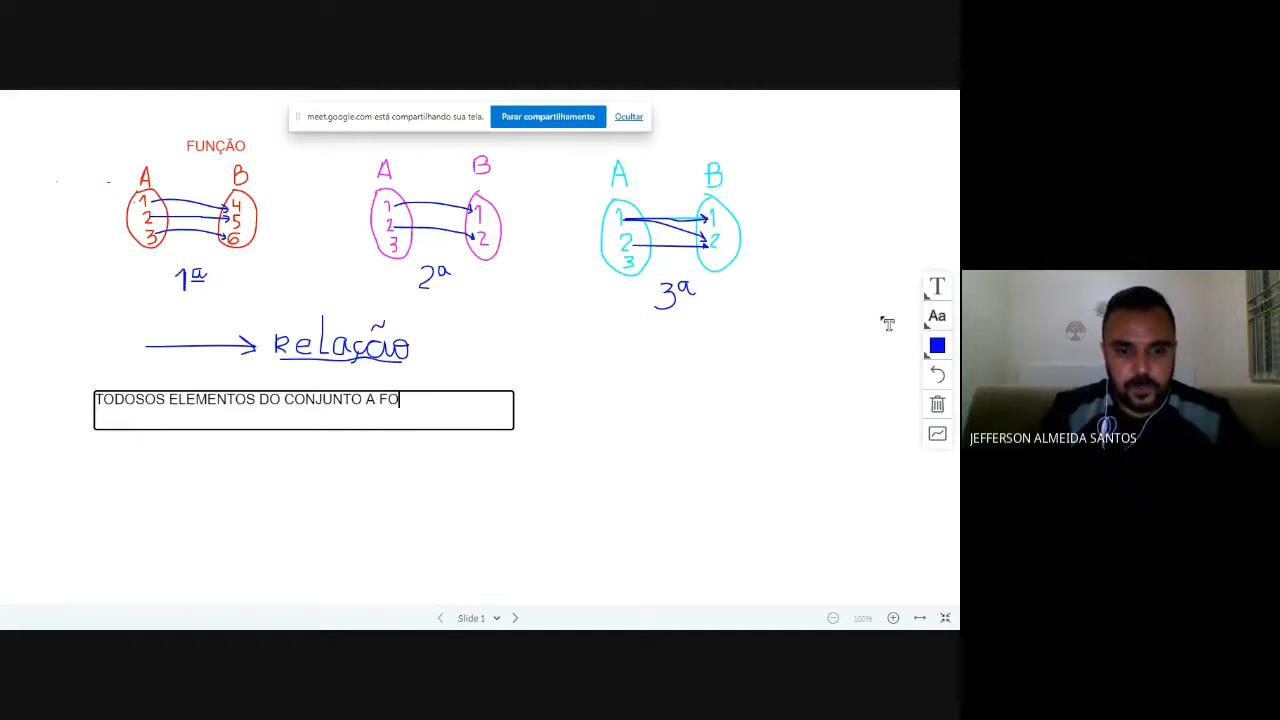 meet.google.com está compartilhando sua tela. Parar compartilhamento Ocultar
FUNÇÃO
A B
1 4
2 5
3 6
1ª
A B
1 1
2 2
3
2ª
A B
1 1
2 2
3
3ª
Relação
TODOSOS ELEMENTOS DO CONJUNTO A FO
T
Aa
JEFFERSON ALMEIDA SANTOS
Slide 1
100%